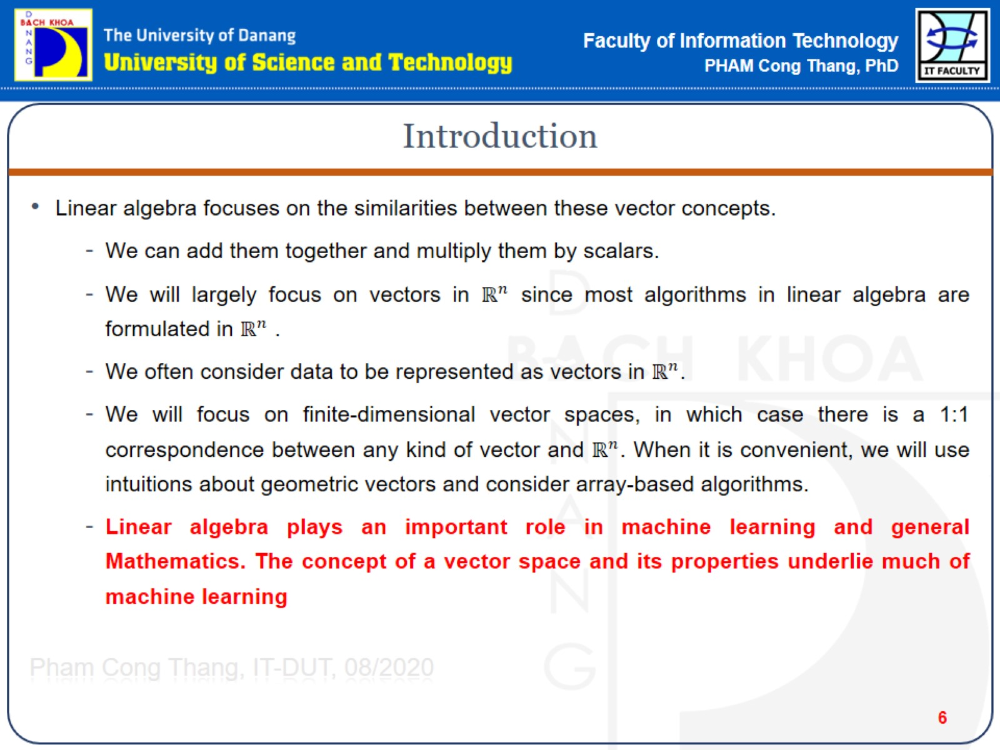 D
BACH KHOA
N
A
N
G
The University of Danang
University of Science and Technology
Faculty of Information Technology
PHAM Cong Thang, PhD
IT FACULTY
Introduction
• Linear algebra focuses on the similarities between these vector concepts.
- We can add them together and multiply them by scalars.
- We will largely focus on vectors in ℝⁿ since most algorithms in linear algebra are
formulated in ℝⁿ .
- We often consider data to be represented as vectors in ℝⁿ.
- We will focus on finite-dimensional vector spaces, in which case there is a 1:1
correspondence between any kind of vector and ℝⁿ. When it is convenient, we will use
intuitions about geometric vectors and consider array-based algorithms.
- Linear algebra plays an important role in machine learning and general
Mathematics. The concept of a vector space and its properties underlie much of
machine learning
D
BACH KHOA
N
A
N
G
Pham Cong Thang, IT-DUT, 08/2020
6